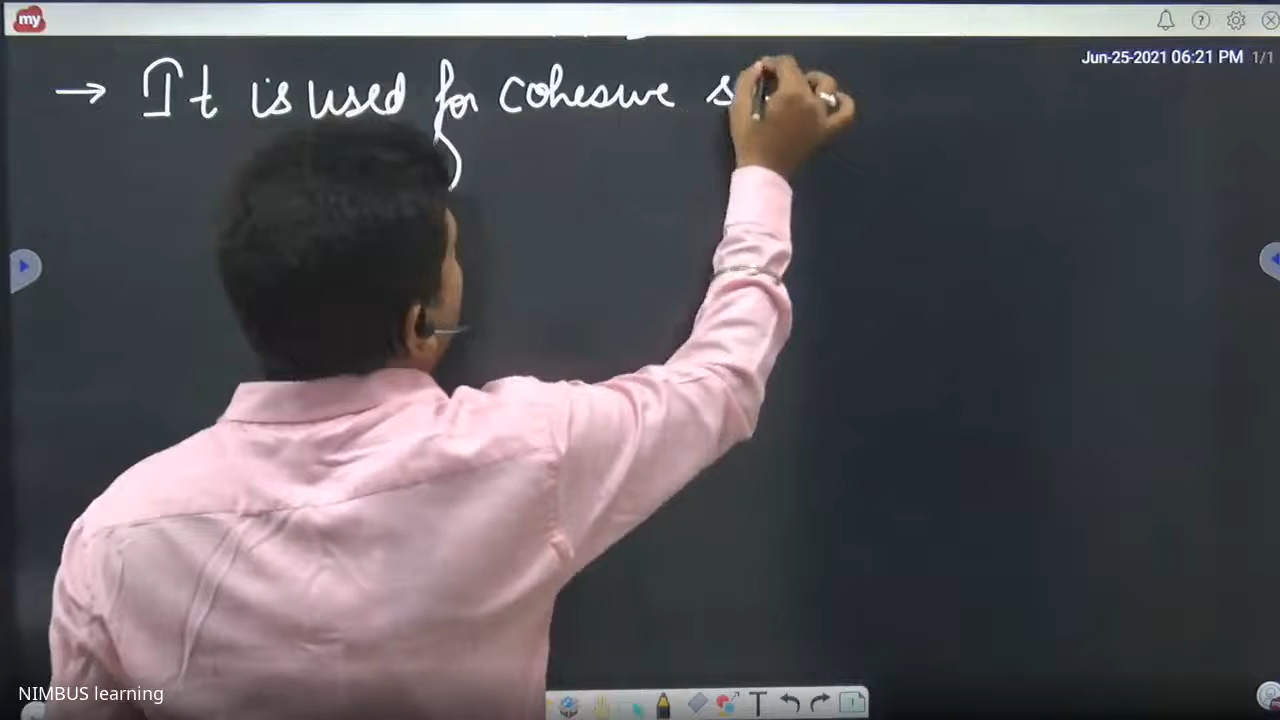 my
Jun-25-2021 06:21 PM 1/1
→ It is used for cohesive s
NIMBUS learning
T